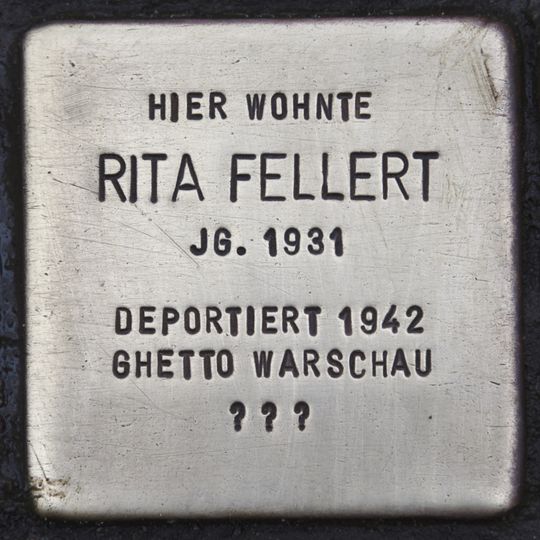 HIER WOHNTE
RITA FELLERT
JG. 1931
DEPORTIERT 1942
GHETTO WARSCHAU
? ? ?